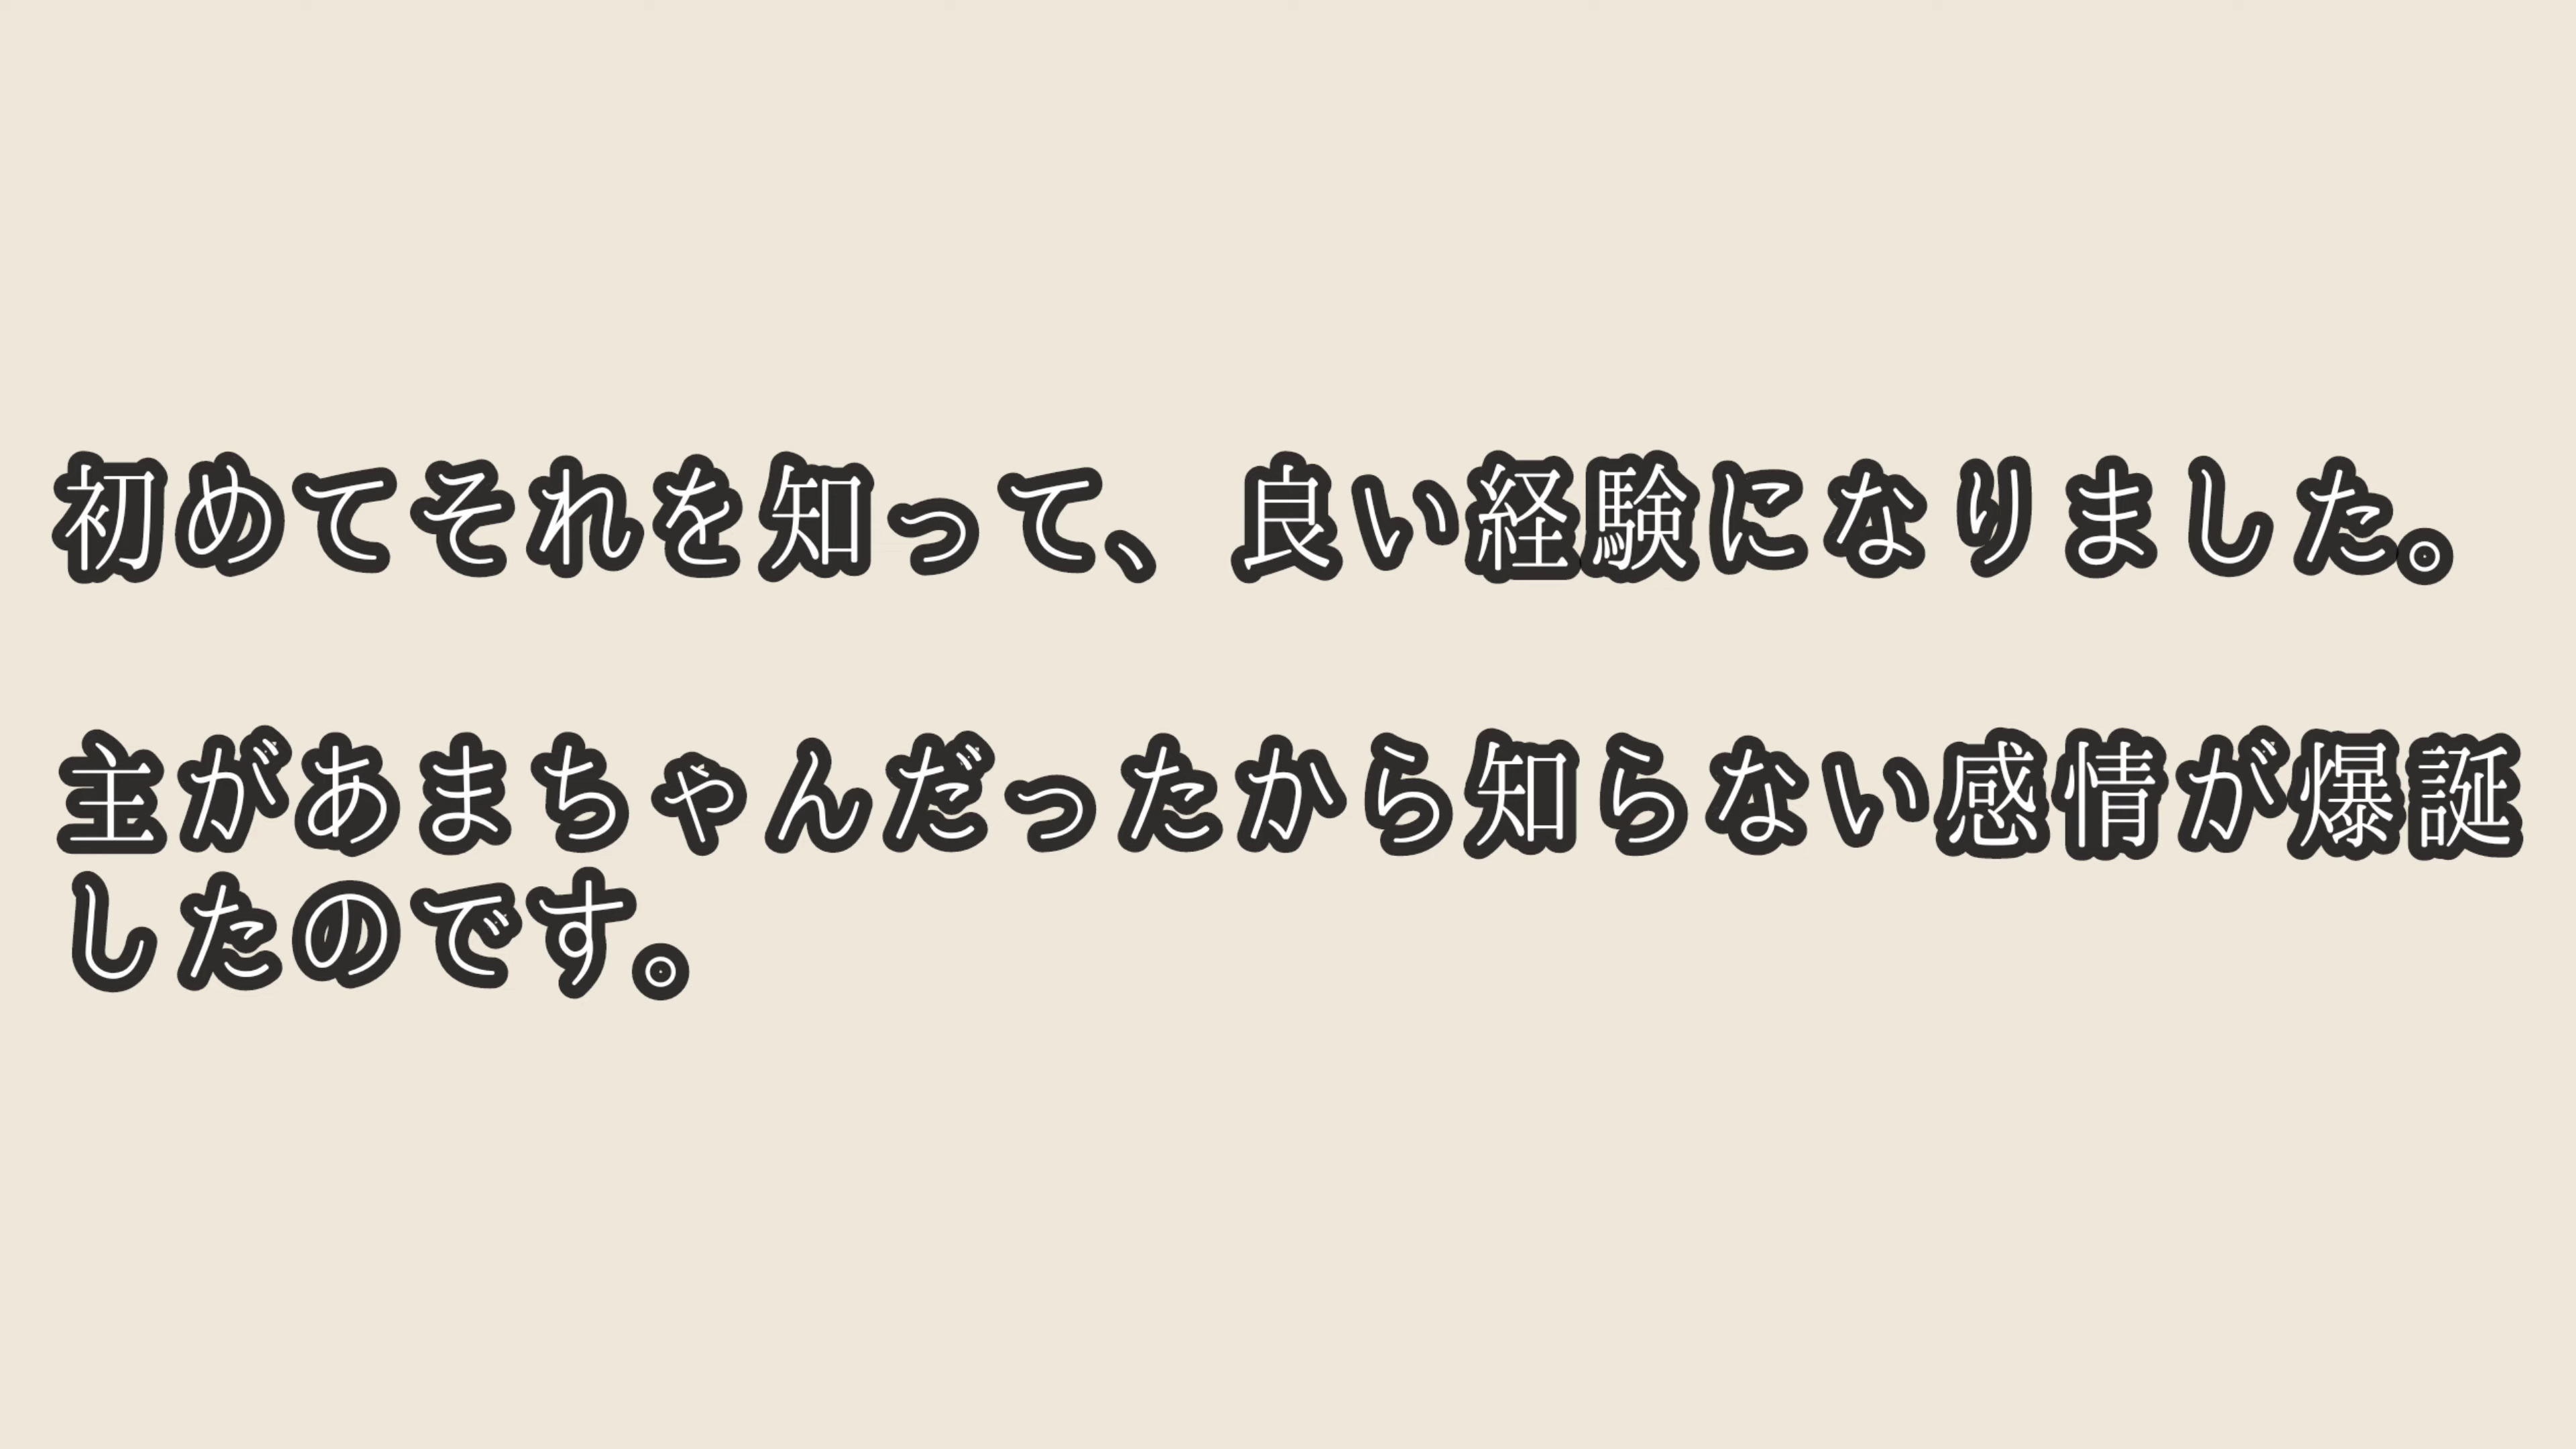 初めてそれを知って、良い経験になりました。
主があまちゃんだったから知らない感情が爆誕
したのです。